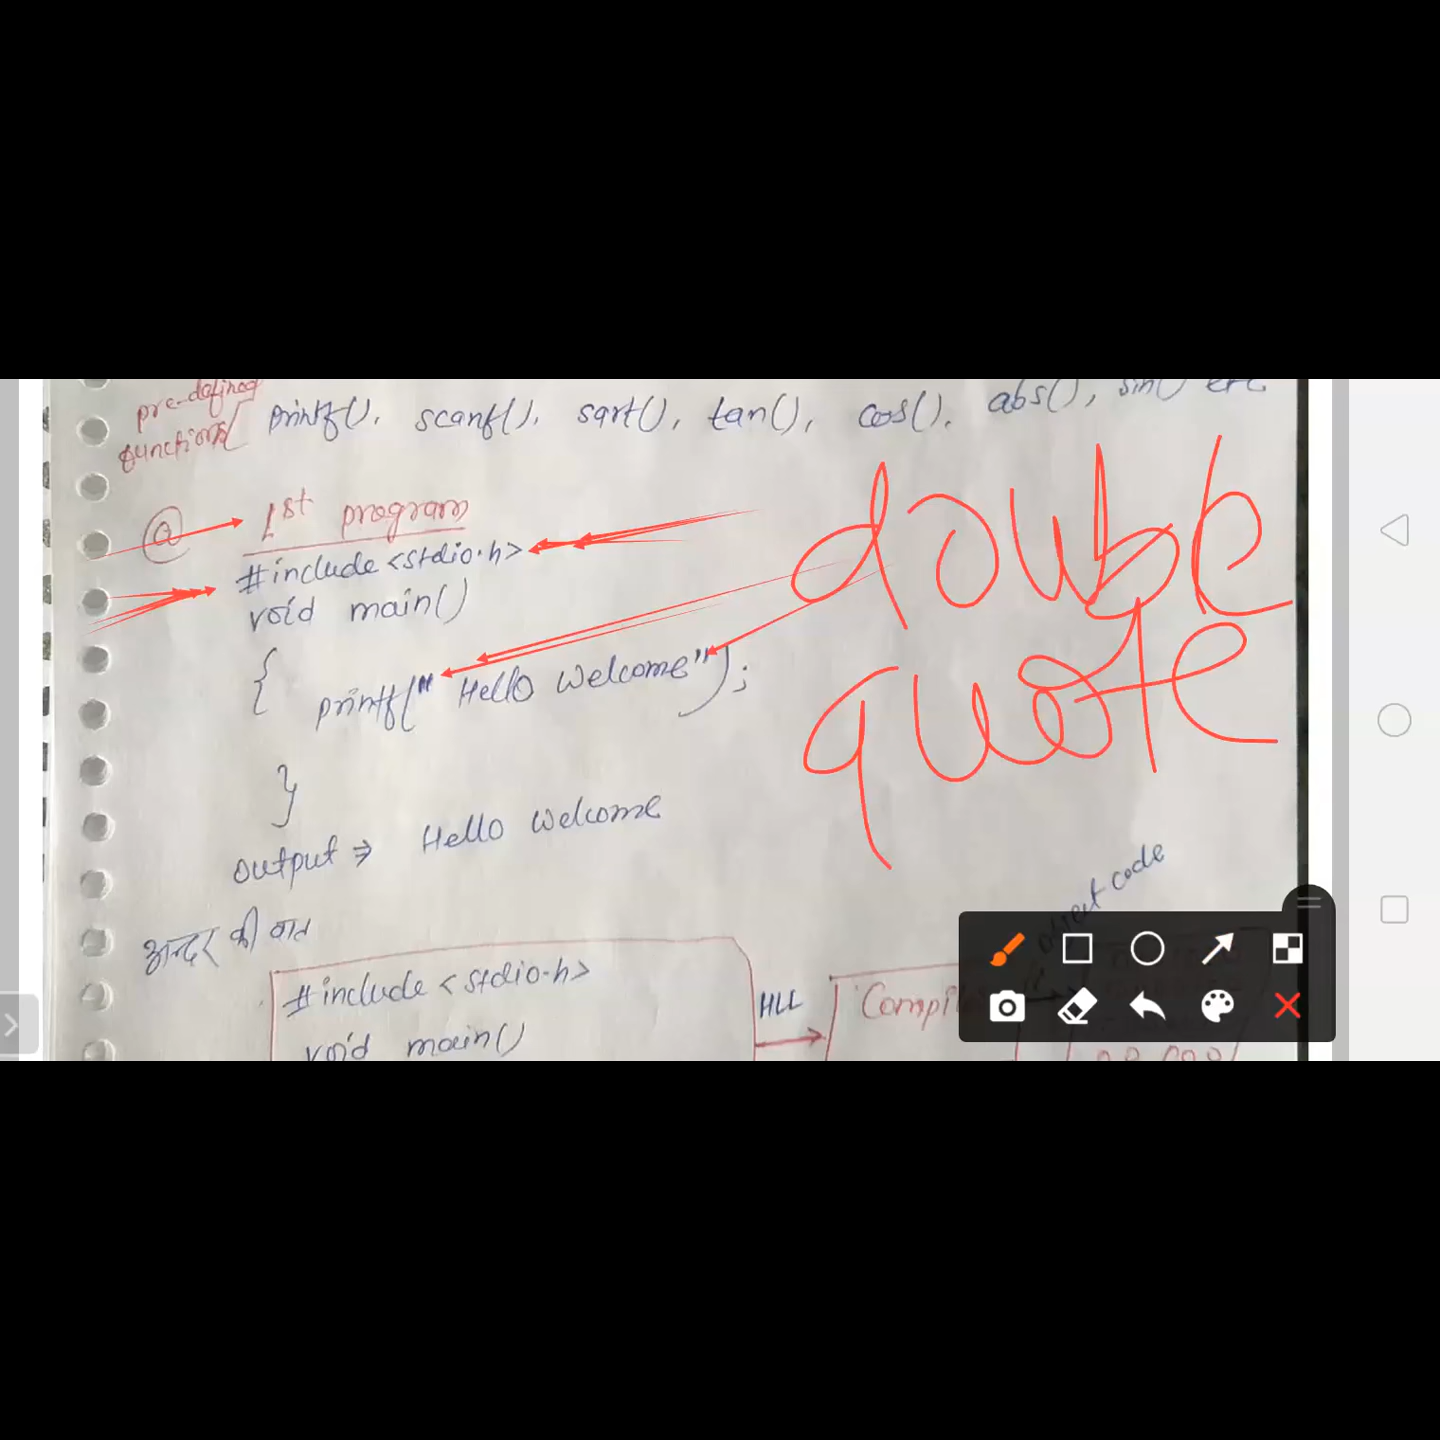 pre-defined
functions printf(), scanf(), sqrt(), tan(), cos(), abs(), sin() etc
@ 1st program
#include <stdio.h>
void main()
{
printf(" Hello Welcome");
}
double
quote
output ⇒ Hello Welcome
अन्दर की बात
#include <stdio.h>
void main()
HLL
code